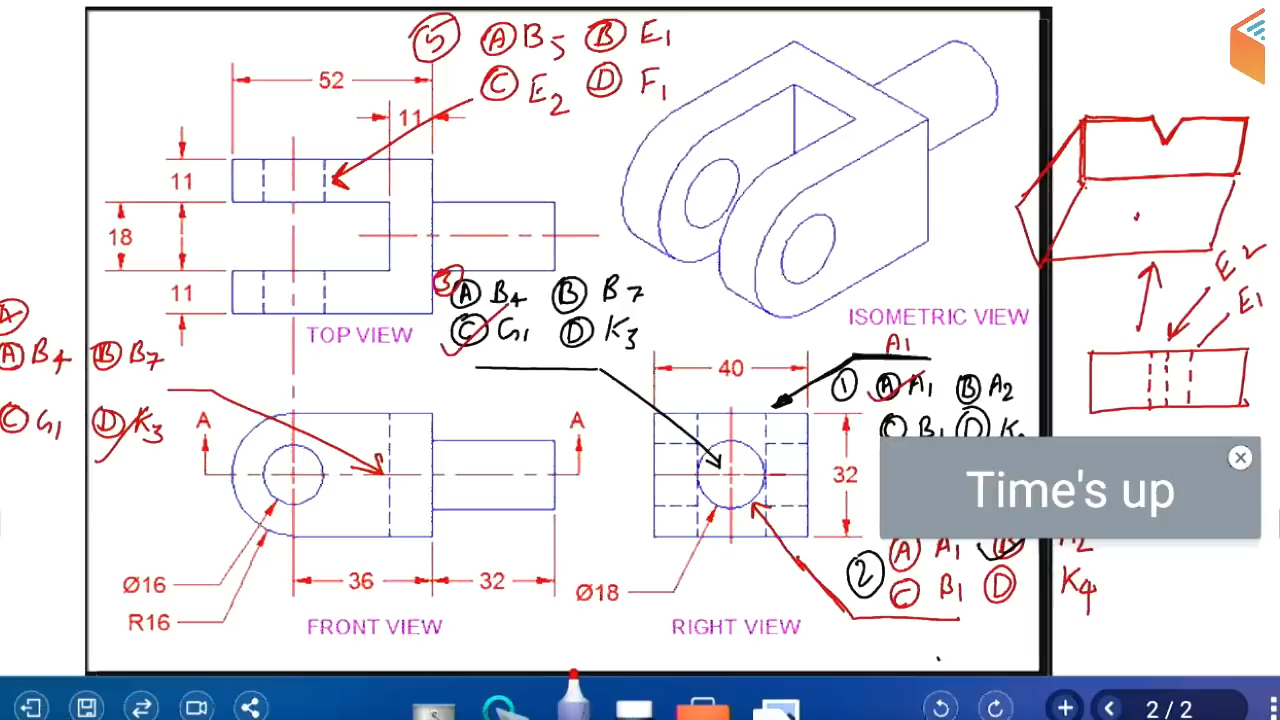 5 A B5 B E1
C E2 D F1
52
11
11
18
11
TOP VIEW
ISOMETRIC VIEW
3 A B4 B B7
C G1 D K3
E2
E1
4
A B4 B B7
C G1 D K3
A A
Ø16
R16
36
32
FRONT VIEW
40
32
Ø18
RIGHT VIEW
A1
1 A A1 B A2
C B1 D
Time's up
2 A A1 B A2
C B1 D K4
2/2